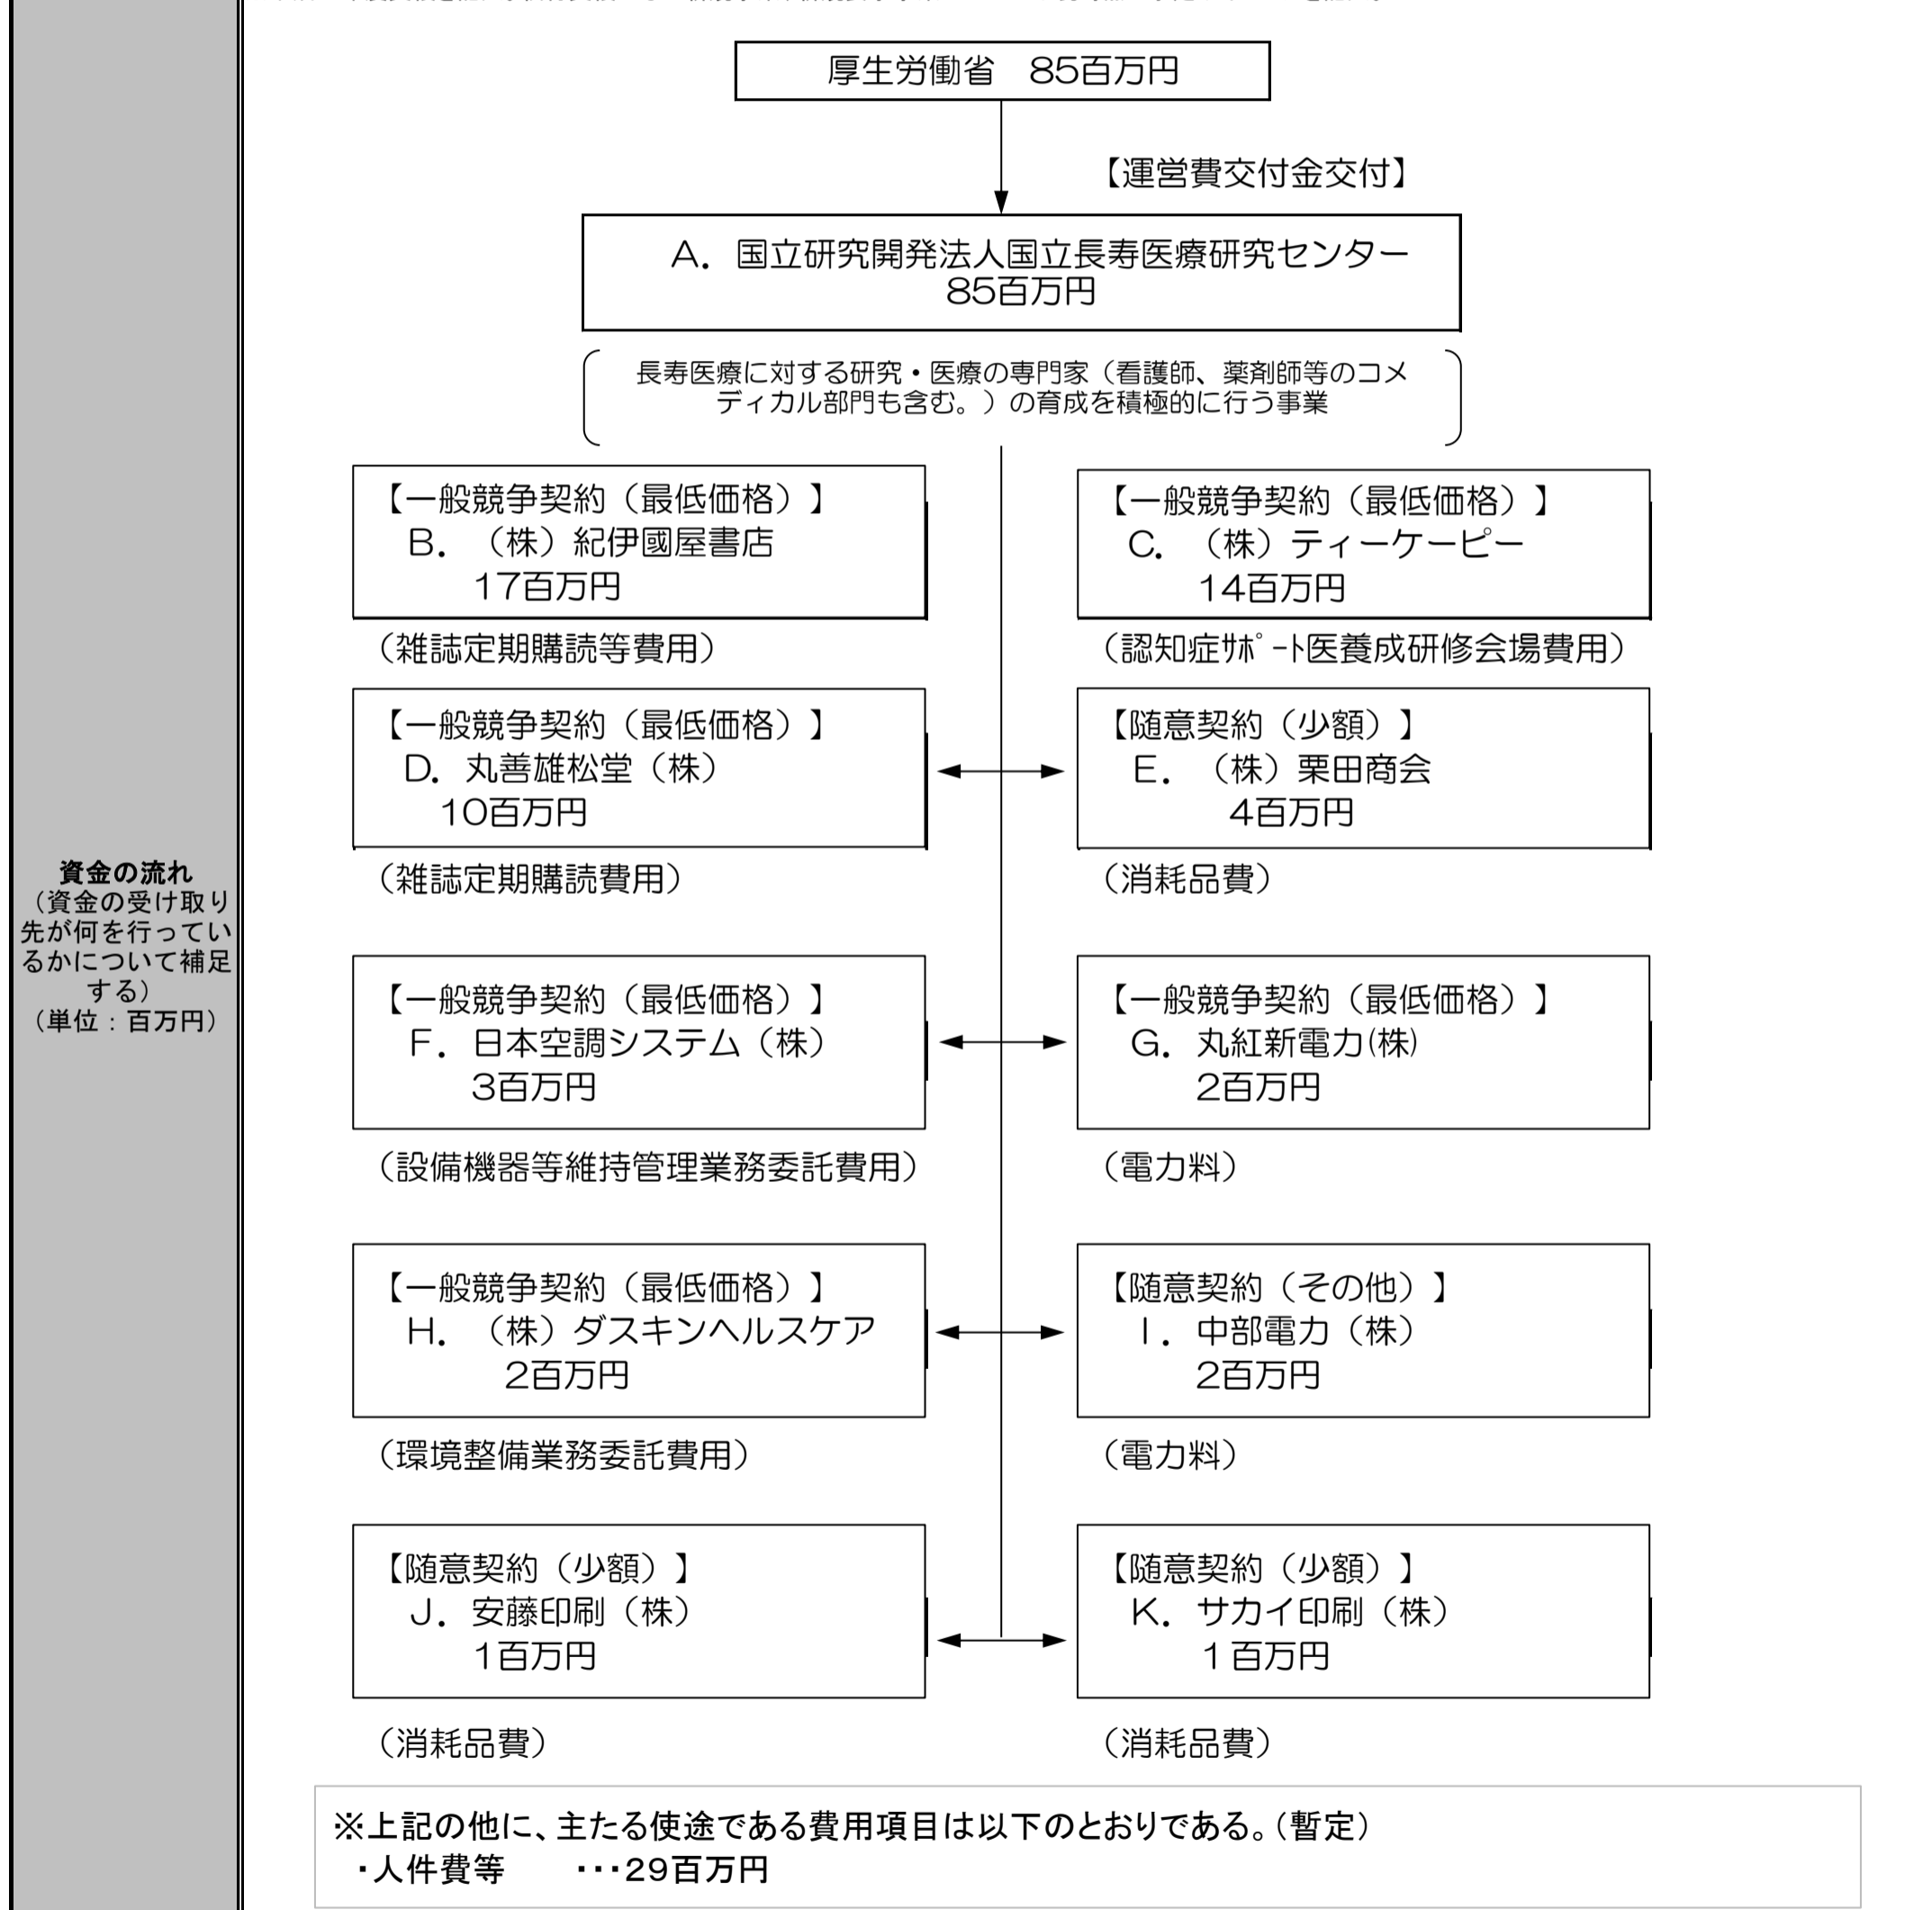 厚生労働省　85百万円
【運営費交付金交付】
A．国立研究開発法人国立長寿医療研究センター
85百万円
長寿医療に対する研究・医療の専門家（看護師、薬剤師等のコメ
ディカル部門も含む。）の育成を積極的に行う事業
【一般競争契約（最低価格）】
B．（株）紀伊國屋書店
17百万円
（雑誌定期購読等費用）
【一般競争契約（最低価格）】
C．（株）ティーケーピー
14百万円
（認知症ｻﾎﾟｰﾄ医養成研修会場費用）
【一般競争契約（最低価格）】
D．丸善雄松堂（株）
10百万円
（雑誌定期購読費用）
【随意契約（少額）】
E．（株）栗田商会
4百万円
（消耗品費）
資金の流れ
（資金の受け取り
先が何を行ってい
るかについて補足
する）
（単位：百万円）
【一般競争契約（最低価格）】
F．日本空調システム（株）
3百万円
（設備機器等維持管理業務委託費用）
【一般競争契約（最低価格）】
G．丸紅新電力(株)
2百万円
（電力料）
【一般競争契約（最低価格）】
H．（株）ダスキンヘルスケア
2百万円
（環境整備業務委託費用）
【随意契約（その他）】
I．中部電力（株）
2百万円
（電力料）
【随意契約（少額）】
J．安藤印刷（株）
1百万円
（消耗品費）
【随意契約（少額）】
K．サカイ印刷（株）
1百万円
（消耗品費）
※上記の他に、主たる使途である費用項目は以下のとおりである。（暫定）
・人件費等　　・・・29百万円